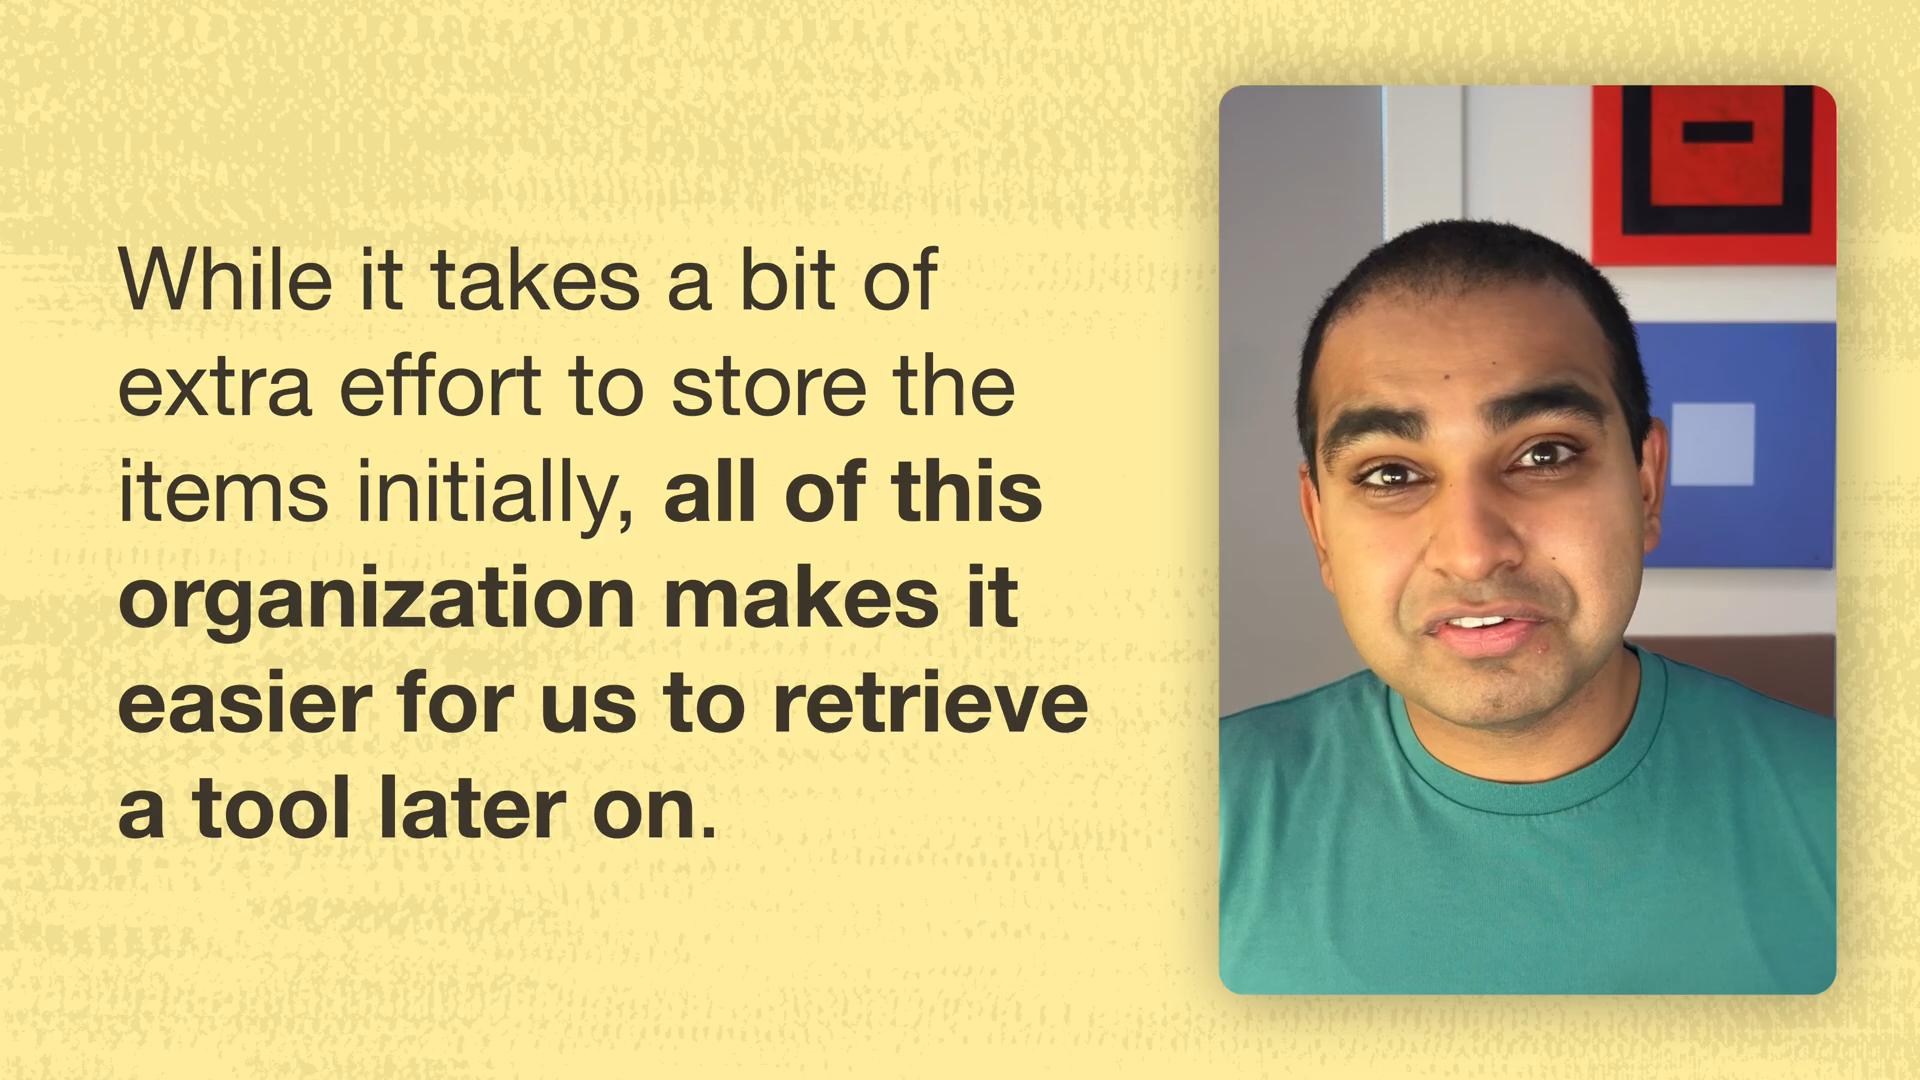 While it takes a bit of
extra effort to store the
items initially, all of this
organization makes it
easier for us to retrieve
a tool later on.